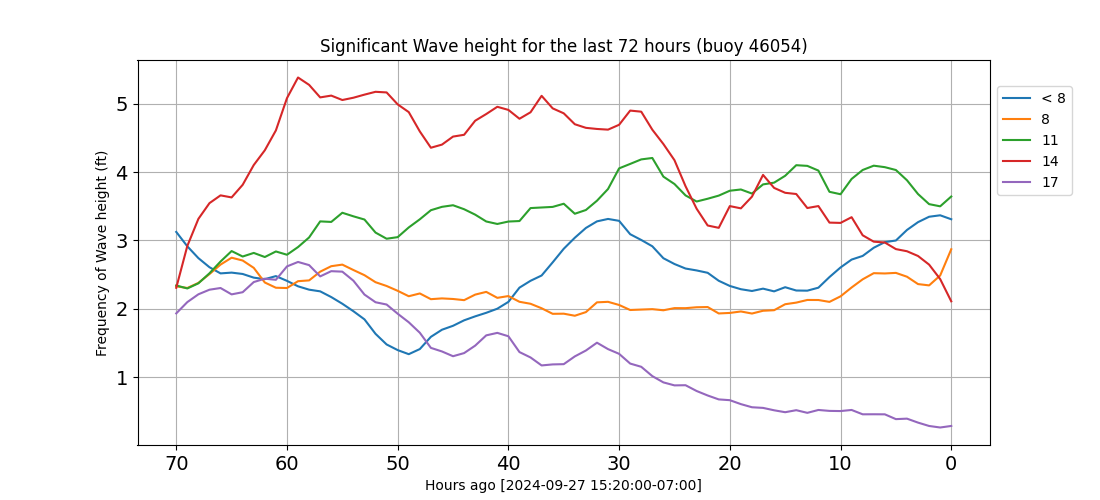 Significant Wave height for the last 72 hours (buoy 46054)
Frequency of Wave height (ft)
5
4
3
2
1
70 60 50 40 30 20 10 0
Hours ago [2024-09-27 15:20:00-07:00]
< 8
8
11
14
17